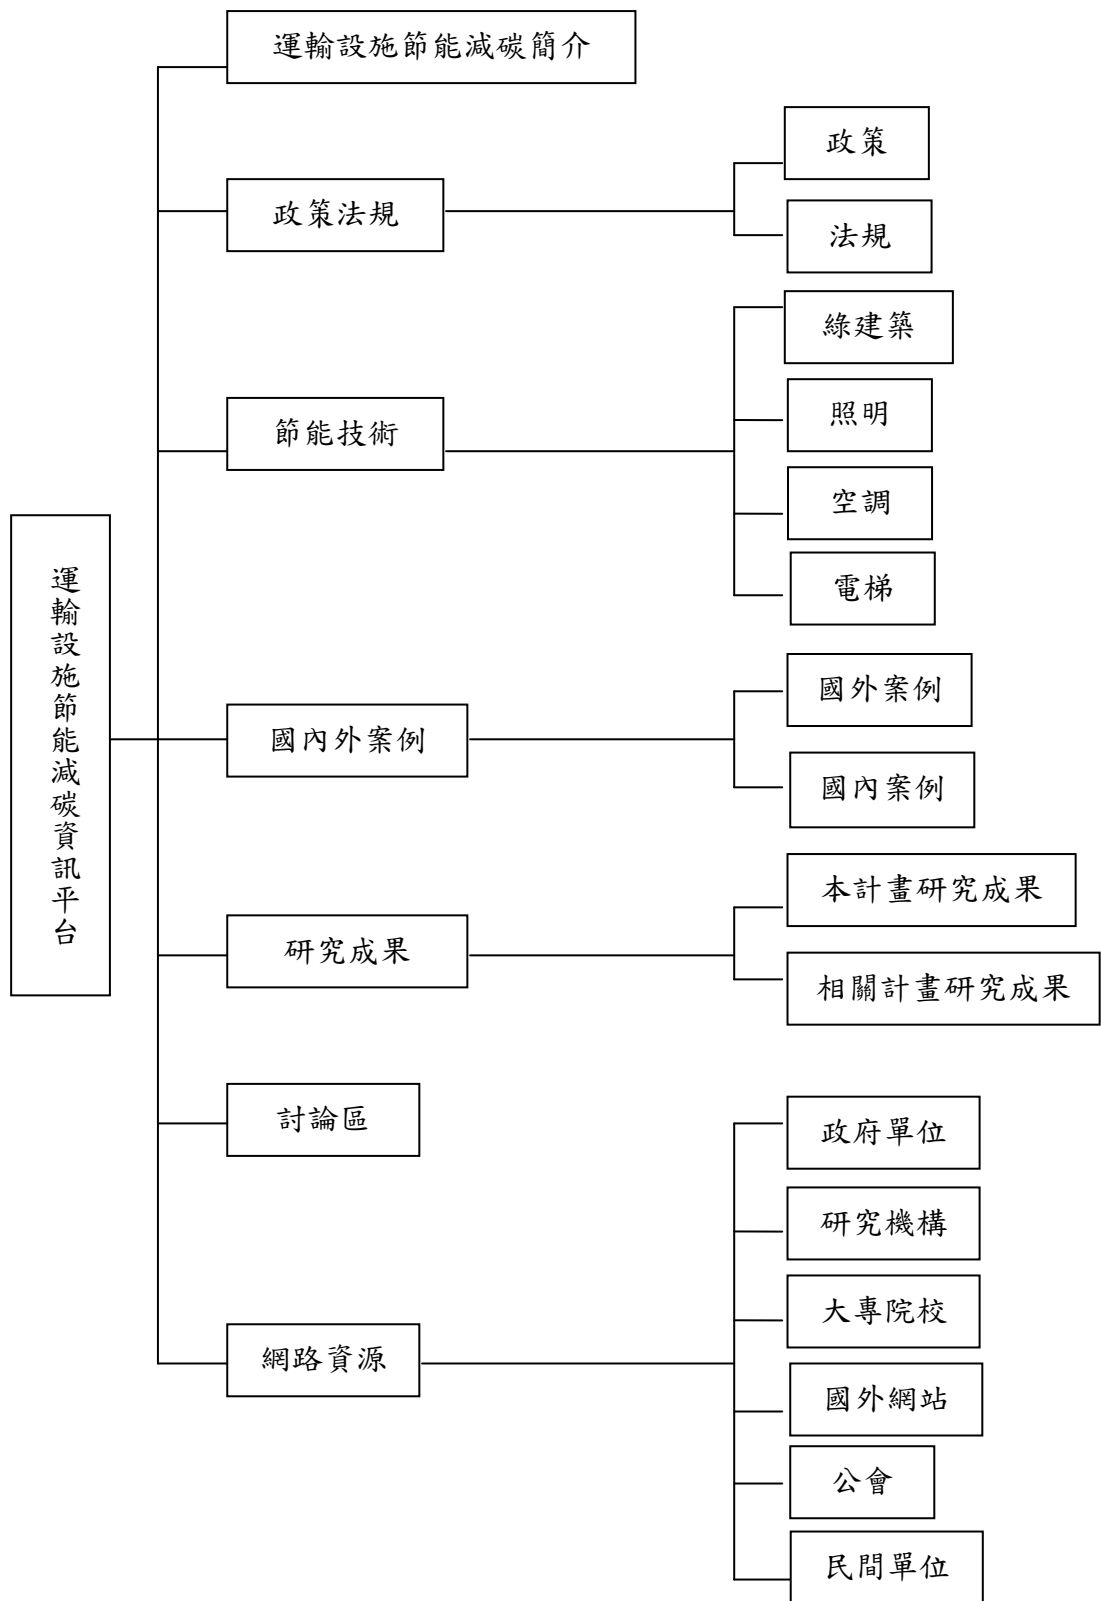 運輸設施節能減碳資訊平台
運輸設施節能減碳簡介
政策法規
政策
法規
節能技術
綠建築
照明
空調
電梯
國內外案例
國外案例
國內案例
研究成果
本計畫研究成果
相關計畫研究成果
討論區
網路資源
政府單位
研究機構
大專院校
國外網站
公會
民間單位